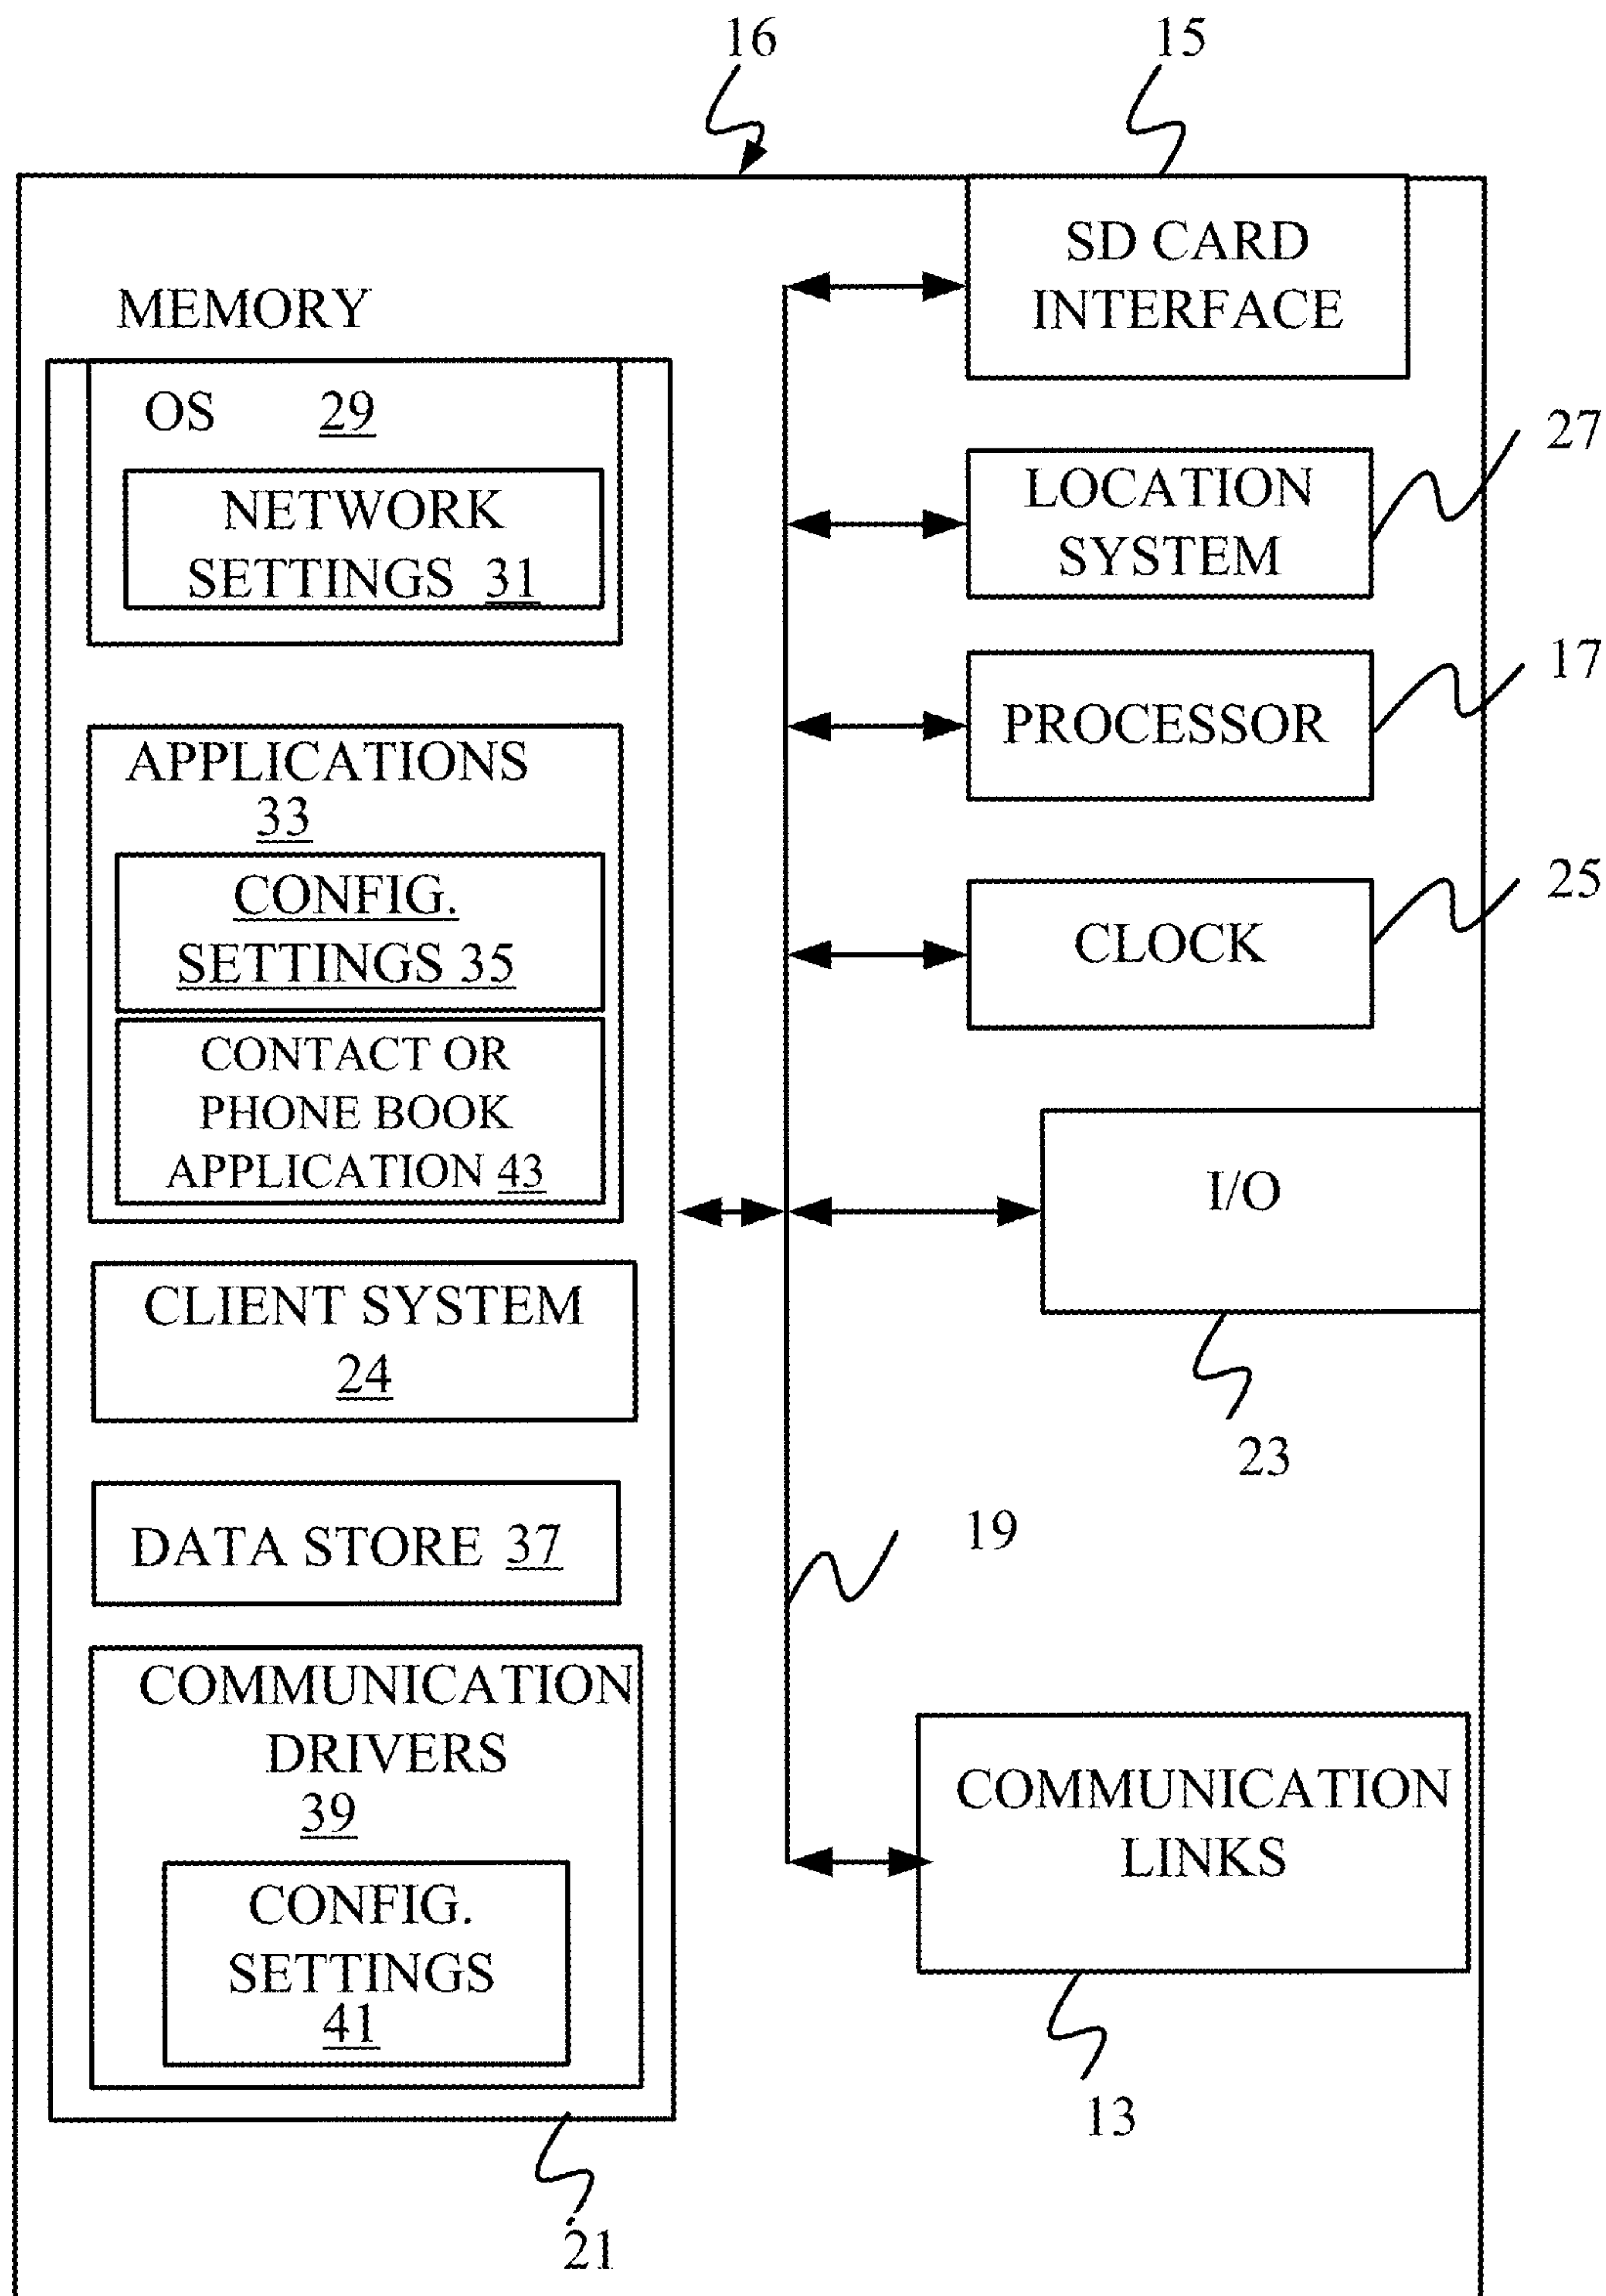 16
15
SD CARD
INTERFACE
MEMORY
OS 29
NETWORK
SETTINGS 31
27
LOCATION
SYSTEM
17
PROCESSOR
APPLICATIONS
33
CONFIG.
SETTINGS 35
25
CLOCK
CONTACT OR
PHONE BOOK
APPLICATION 43
I/O
23
CLIENT SYSTEM
24
DATA STORE 37
19
COMMUNICATION
DRIVERS
39
CONFIG.
SETTINGS
41
COMMUNICATION
LINKS
13
21